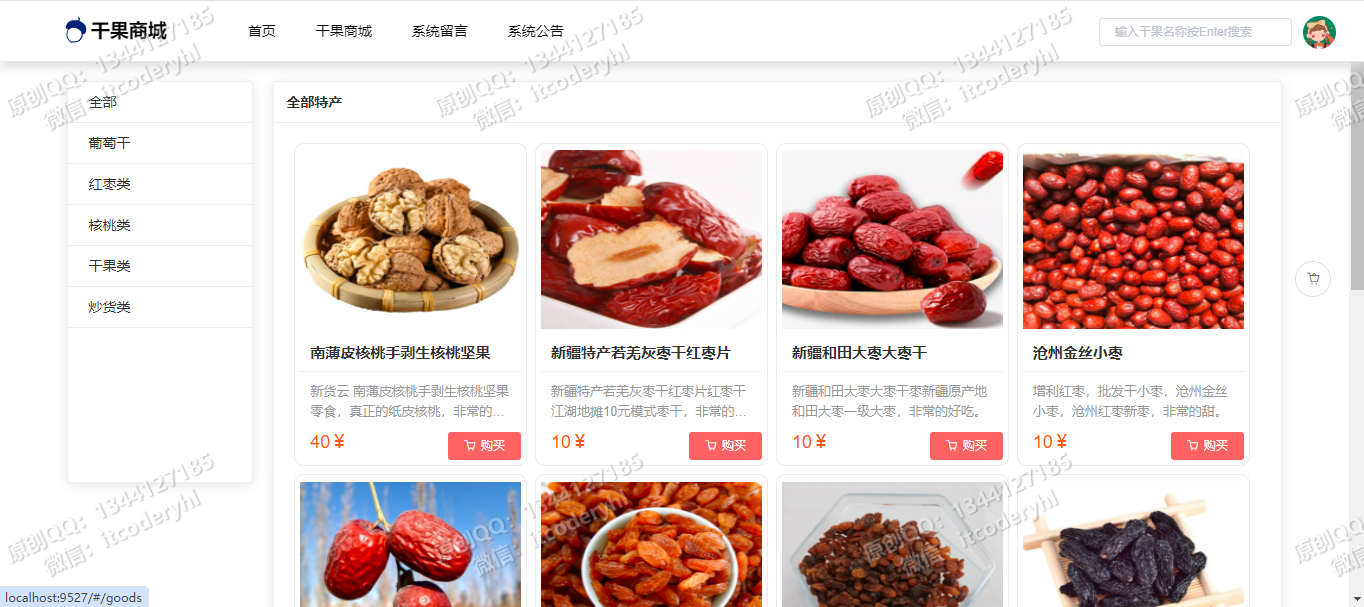 干果商城
首页
干果商城
系统留言
系统公告
输入干果名称按Enter搜索
全部
葡萄干
红枣类
核桃类
干果类
炒货类
全部特产
南薄皮核桃手剥生核桃坚果
新货云 南薄皮核桃手剥生核桃坚果
零食，真正的纸皮核桃，非常的...
40 ¥
购买
新疆特产若羌灰枣干红枣片
新疆特产若羌灰枣干红枣片红枣干
江湖地摊10元模式枣干，非常的...
10 ¥
购买
新疆和田大枣大枣干
新疆和田大枣大枣干枣新疆原产地
和田大枣一级大枣，非常的好吃。
10 ¥
购买
沧州金丝小枣
增利红枣，批发干小枣，沧州金丝
小枣，沧州红枣新枣，非常的甜。
10 ¥
购买
原创QQ：1344127185
微信：itcoderyhl
原创QQ：1344127185
微信：itcoderyhl
原创QQ：1344127185
微信：itcoderyhl
原创QQ
微信
原创QQ：1344127185
微信：itcoderyhl
原创QQ：1344127185
微信：itcoderyhl
原创QQ：1344127185
微信：itcoderyhl
原创QQ
微信
localhost:9527/#/goods